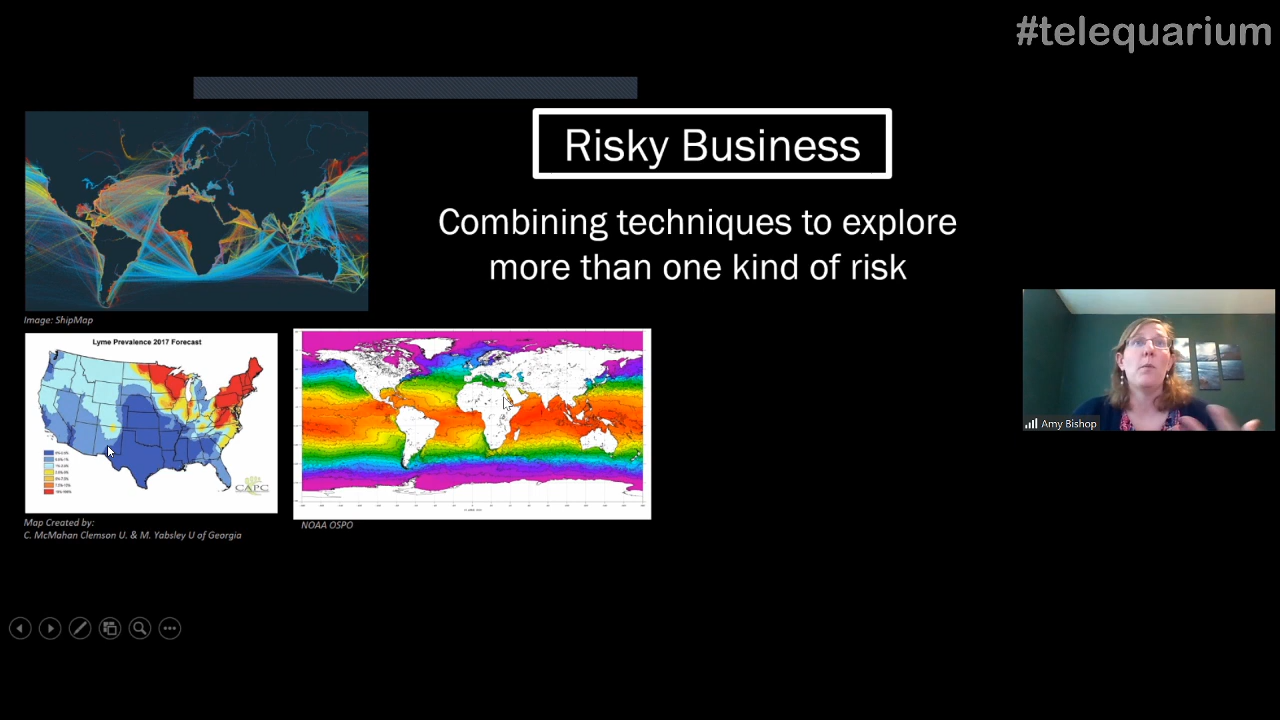 #telequarium
Risky Business
Combining techniques to explore
more than one kind of risk
Image: ShipMap
Lyme Prevalence 2017 Forecast
CAPC
Map Created by:
C. McMahan Clemson U. & M. Yabsley U of Georgia
NOAA OSPO
Amy Bishop